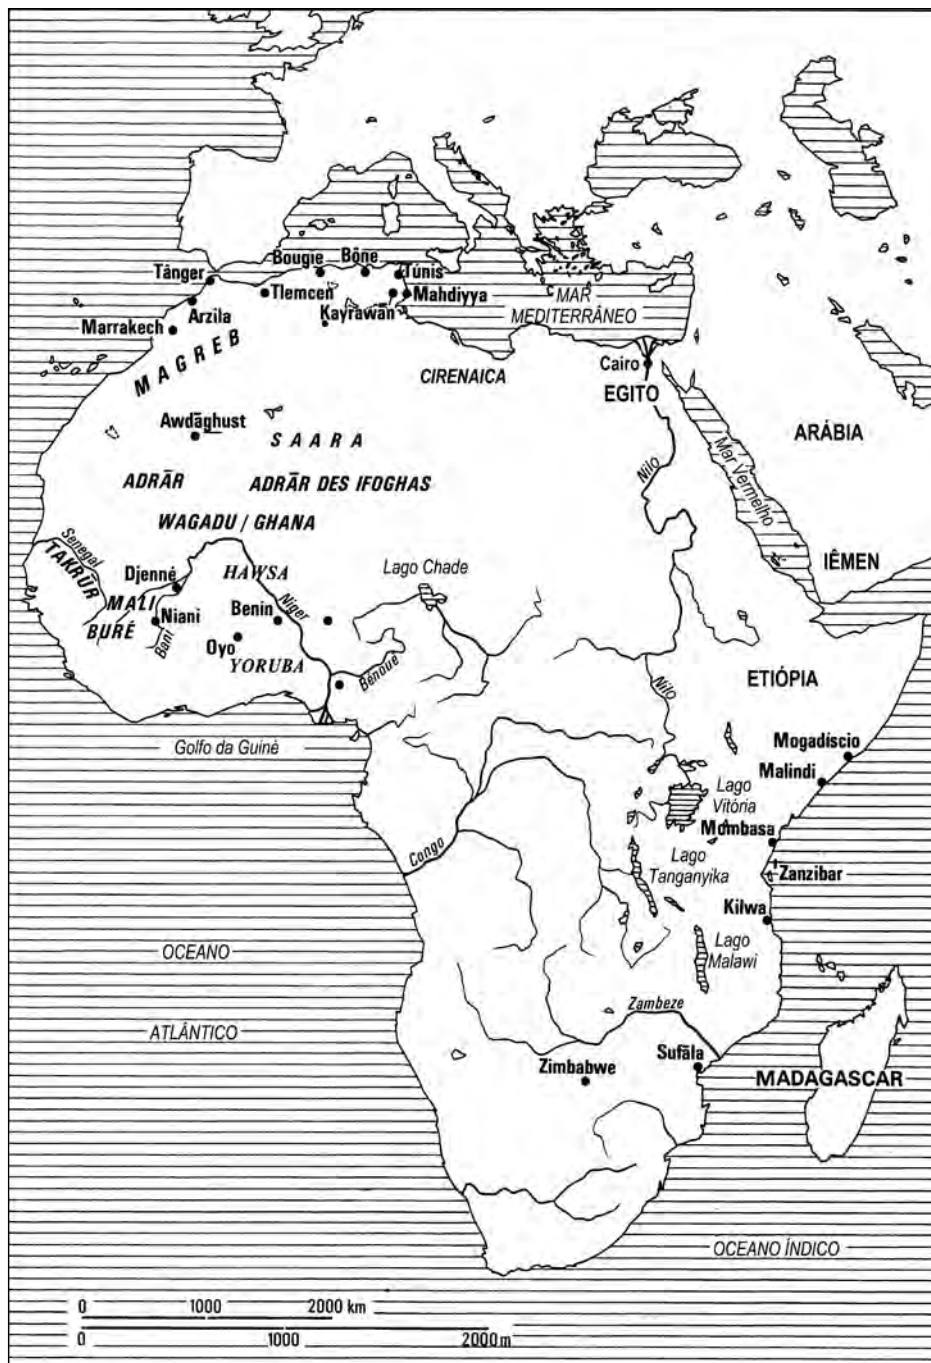 Bougie
Bône
Tânger
Túnis
Tlemcen
Mahdiyya
MAR
MEDITERRÂNEO
Arzila
Kayrawān
Marrakech
MAGREB
Cairo
CIRENAICA
EGITO
Awdāghust
SAARA
ARÁBIA
Mar Vermelho
Nilo
ADRĀR
ADRĀR DES IFOGHAS
WAGADU / GHANA
Senegal
TAKRŪR
IÊMEN
Djenné
HAWSA
Lago Chade
MALI
Niani
Benin
Níger
BURÉ
Bani
Oyo
YORUBA
Bénoue
Nilo
ETIÓPIA
Golfo da Guiné
Mogadíscio
Malindi
Lago
Vitória
Mombasa
Congo
Lago
Tanganyika
Zanzibar
Kilwa
OCEANO
Lago
Malawi
ATLÂNTICO
Zambeze
Zimbabwe
Sufāla
MADAGASCAR
OCEANO ÍNDICO
0 1000 2000 km
0 1000 2000 m